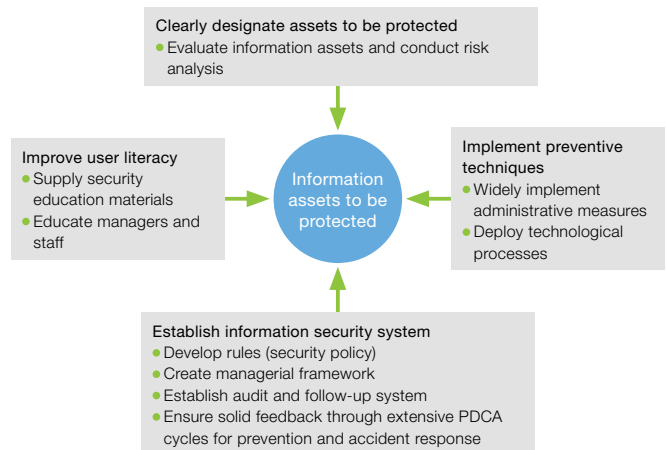 Clearly designate assets to be protected
● Evaluate information assets and conduct risk
analysis
Improve user literacy
● Supply security
education materials
● Educate managers and
staff
Information
assets to be
protected
Implement preventive
techniques
● Widely implement
administrative measures
● Deploy technological
processes
Establish information security system
● Develop rules (security policy)
● Create managerial framework
● Establish audit and follow-up system
● Ensure solid feedback through extensive PDCA
cycles for prevention and accident response